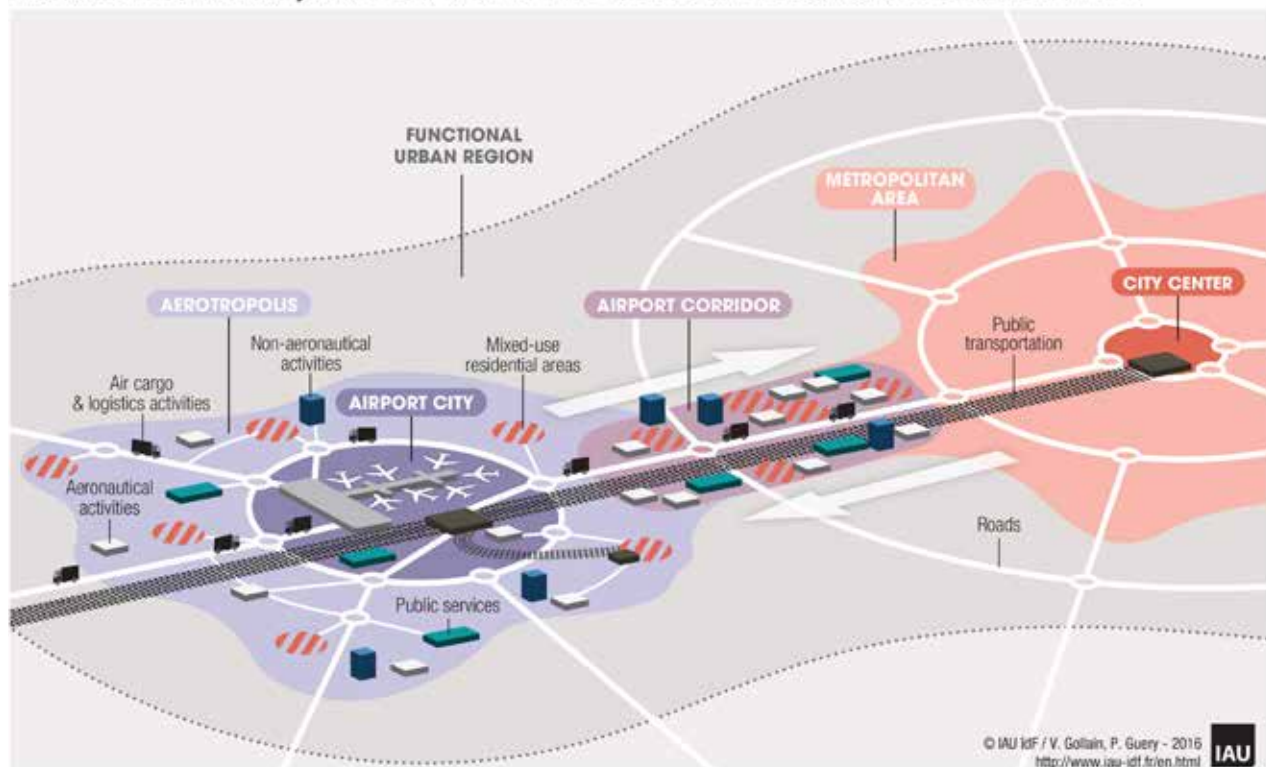 FUNCTIONAL
URBAN REGION
METROPOLITAN
AREA
CITY CENTER
AEROTROPOLIS
AIRPORT CORRIDOR
Non-aeronautical
activities
Mixed-use
residential areas
Public
transportation
Air cargo
& logistics activities
AIRPORT CITY
Aeronautical
activities
Roads
Public services
© IAU îdF / V. Gollain, P. Guery - 2016
http://www.iau-idf.fr/en.html
IAU